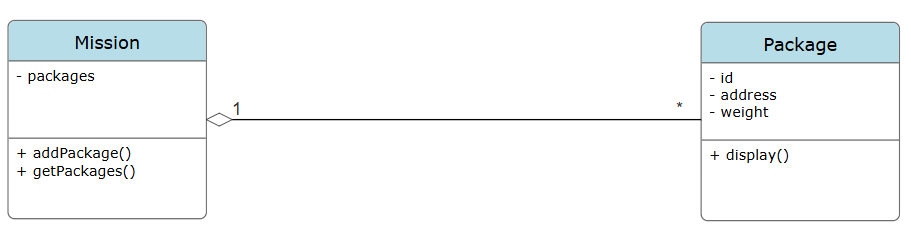 Mission
- packages
+ addPackage()
+ getPackages()
1
*
Package
- id
- address
- weight
+ display()